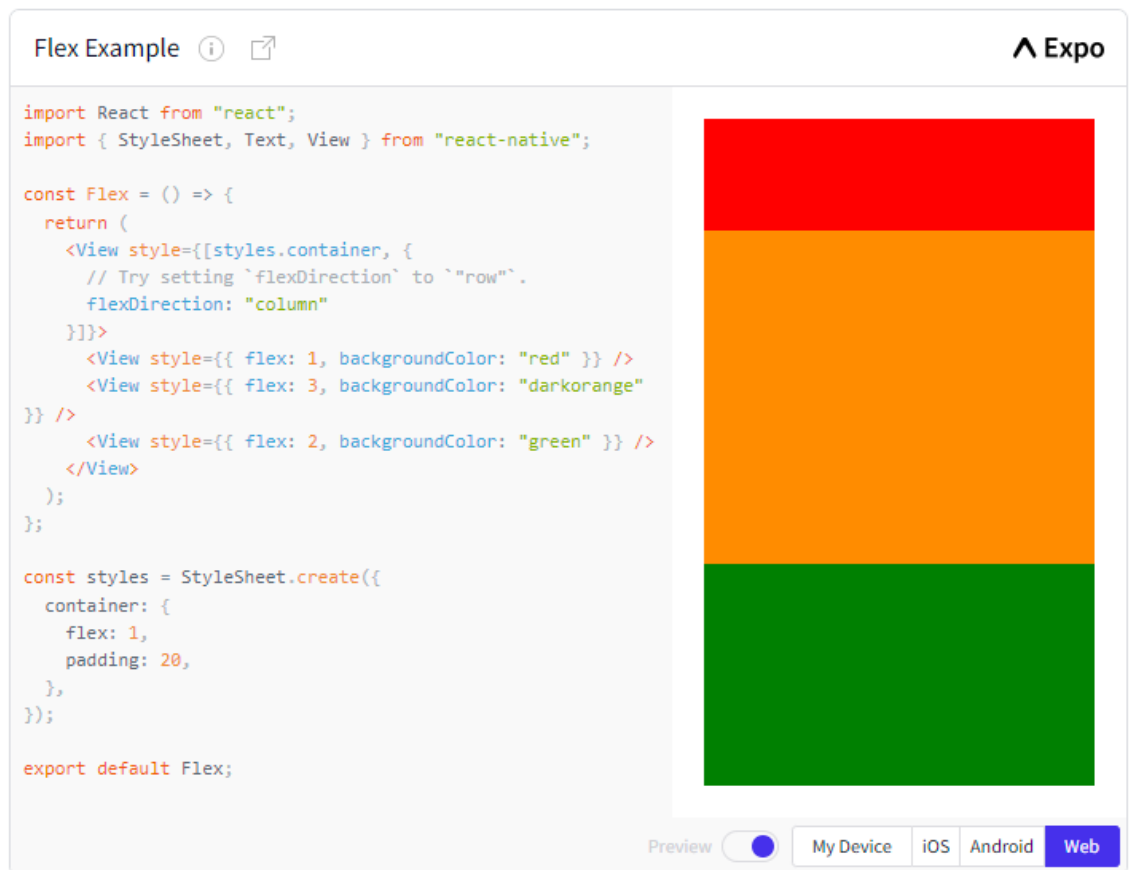 Flex Example
Expo
import React from "react";
import { StyleSheet, Text, View } from "react-native";
const Flex = () => {
  return (
    <View style={[styles.container, {
      // Try setting `flexDirection` to `"row"`.
      flexDirection: "column"
    }]}>
      <View style={{ flex: 1, backgroundColor: "red" }} />
      <View style={{ flex: 3, backgroundColor: "darkorange"
}} />
      <View style={{ flex: 2, backgroundColor: "green" }} />
    </View>
  );
};
const styles = StyleSheet.create({
  container: {
    flex: 1,
    padding: 20,
  },
});
export default Flex;
Preview My Device iOS Android Web